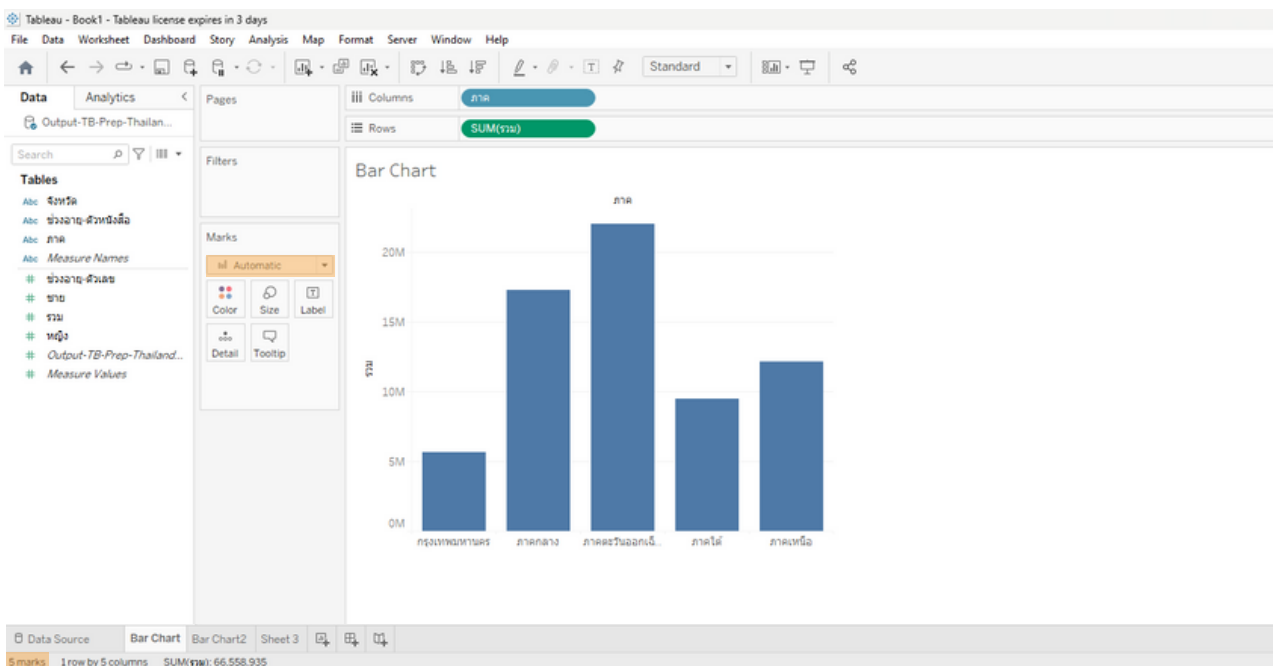 Tableau - Book1 - Tableau license expires in 3 days
File Data Worksheet Dashboard Story Analysis Map Format Server Window Help
Standard
Data Analytics
Output-TB-Prep-Thailan...
Search
Tables
Abc จังหวัด
Abc ช่วงอายุ-ตัวหนังสือ
Abc ภาค
Abc Measure Names
# ช่วงอายุ-ตัวเลข
# ชาย
# รวม
# หญิง
# Output-TB-Prep-Thailand...
# Measure Values
Pages
Filters
Marks
Automatic
Color Size Label
Detail Tooltip
Columns ภาค
Rows SUM(รวม)
Bar Chart
ภาค
20M
15M
รวม
10M
5M
0M
กรุงเทพมหานคร ภาคกลาง ภาคตะวันออกเฉี... ภาคใต้ ภาคเหนือ
Data Source Bar Chart Bar Chart2 Sheet 3
5 marks 1 row by 5 columns SUM(รวม): 66,558,935